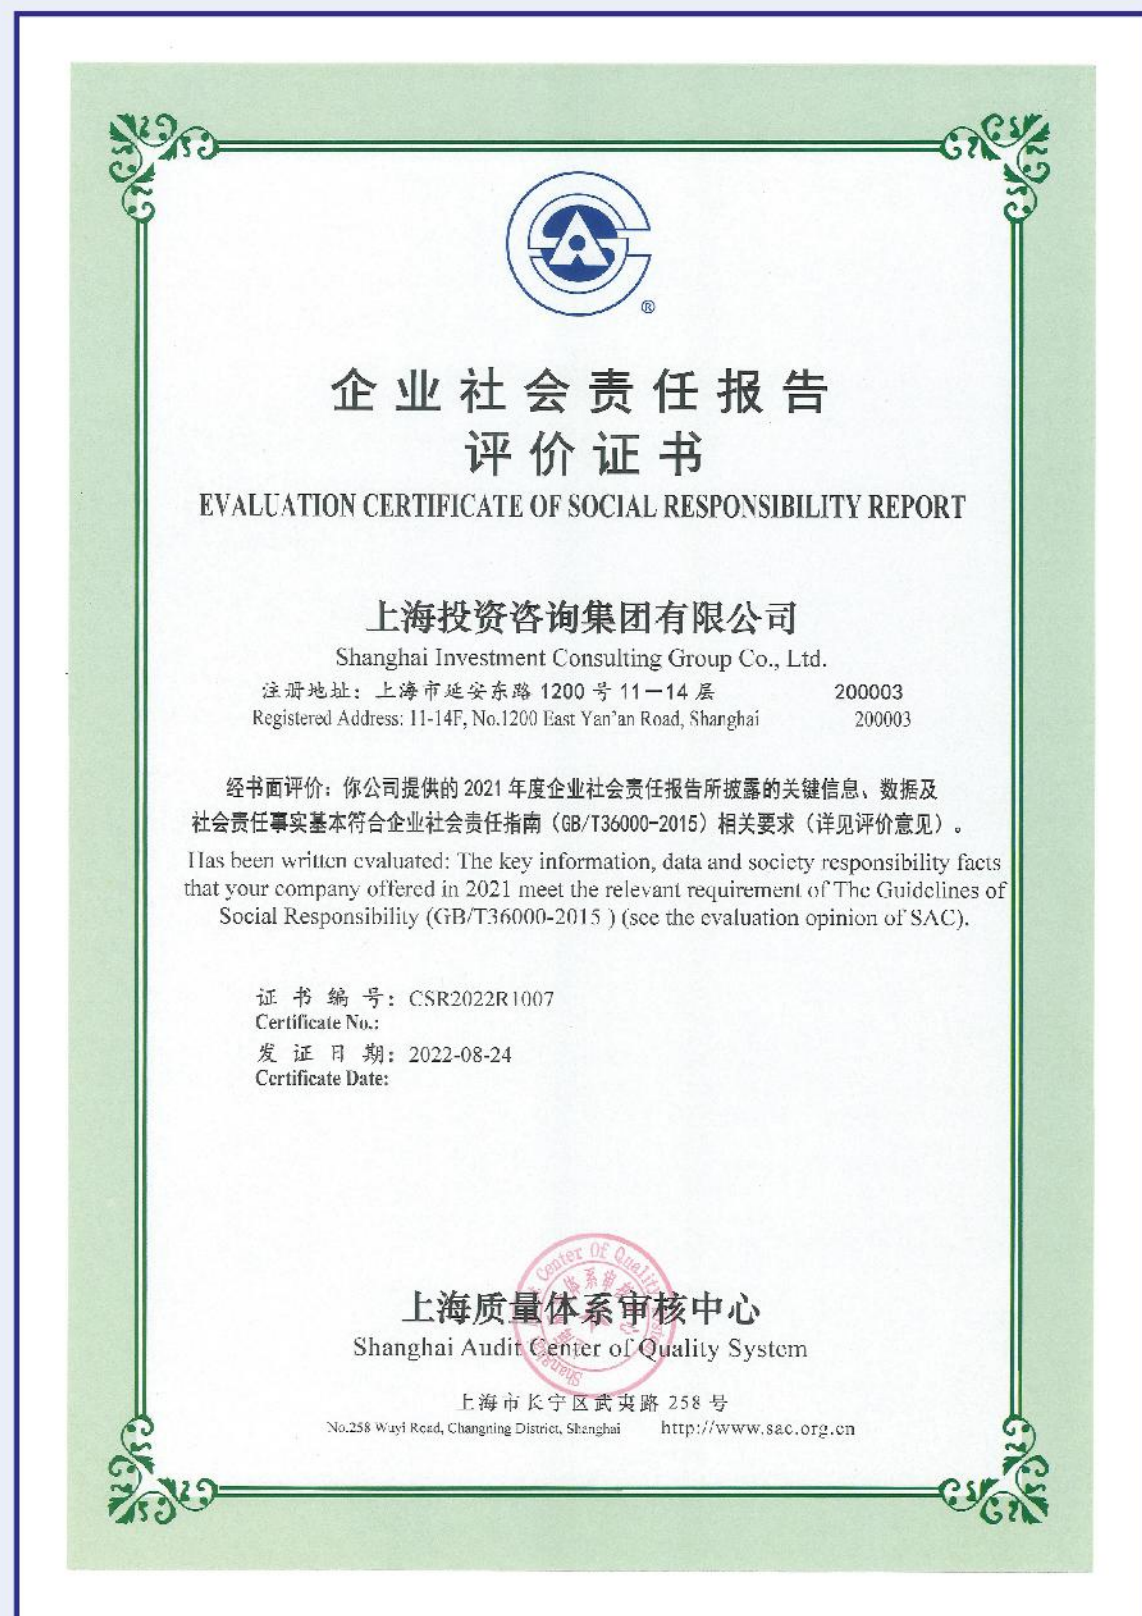 ®
企业社会责任报告
评价证书
EVALUATION CERTIFICATE OF SOCIAL RESPONSIBILITY REPORT
上海投资咨询集团有限公司
Shanghai Investment Consulting Group Co., Ltd.
注册地址：上海市延安东路 1200 号 11－14 层 200003
Registered Address: 11-14F, No.1200 East Yan'an Road, Shanghai 200003
经书面评价：你公司提供的 2021 年度企业社会责任报告所披露的关键信息、数据及
社会责任事实基本符合企业社会责任指南（GB/T36000-2015）相关要求（详见评价意见）。
Has been written evaluated: The key information, data and society responsibility facts
that your company offered in 2021 meet the relevant requirement of The Guidelines of
Social Responsibility (GB/T36000-2015 ) (see the evaluation opinion of SAC).
证 书 编 号: CSR2022R1007
Certificate No.:
发 证 日 期: 2022-08-24
Certificate Date:
上海质量体系审核中心
Shanghai Audit Center of Quality System
上海市长宁区武夷路 258 号
No.258 Wuyi Road, Changning District, Shanghai http://www.sac.org.cn